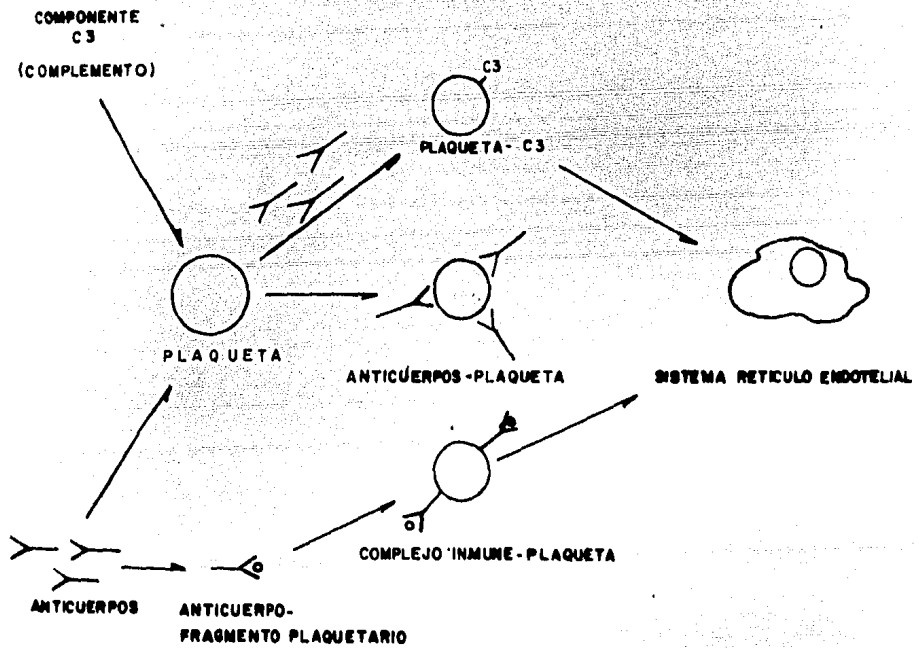 COMPONENTE
C3
(COMPLEMENTO)
C3
PLAQUETA - C3
PLAQUETA
ANTICUERPOS-PLAQUETA
SISTEMA RETICULO ENDOTELIAL
COMPLEJO INMUNE-PLAQUETA
ANTICUERPOS
ANTICUERPO-
FRAGMENTO PLAQUETARIO